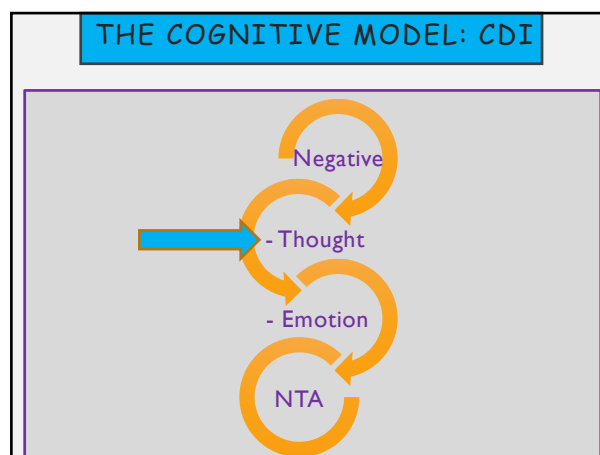 THE COGNITIVE MODEL: CDI
Negative
- Thought
- Emotion
NTA